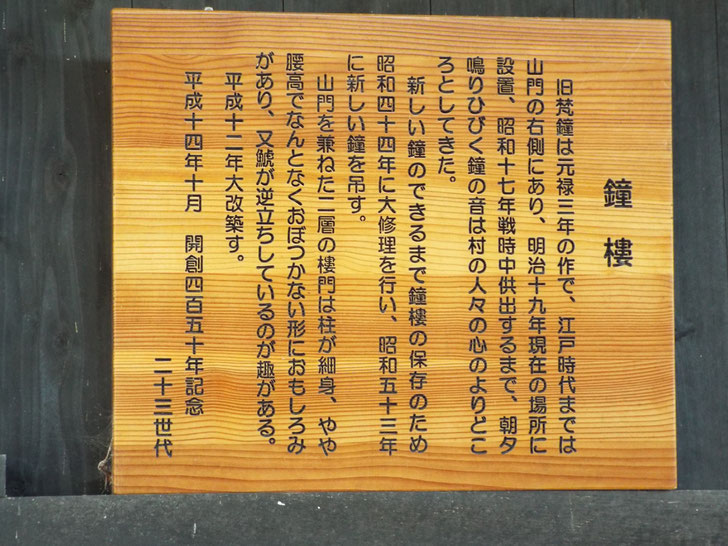 鐘樓
旧梵鐘は元禄三年の作で、江戸時代までは
山門の右側にあり、明治十九年現在の場所に
設置、昭和十七年戦時中供出するまで、朝夕
鳴りひびく鐘の音は村の人々の心のよりどこ
ろとしてきた。
新しい鐘のできるまで鐘樓の保存のため
昭和四十四年に大修理を行い、昭和五十三年
に新しい鐘を吊す。
山門を兼ねた二層の樓門は柱が細身、やや
腰高でなんとなくおぼつかない形におもしろみ
があり、又鯱が逆立ちしているのが趣がある。
平成十二年大改築す。
平成十四年十月 開創四百五十年記念
二十三世代